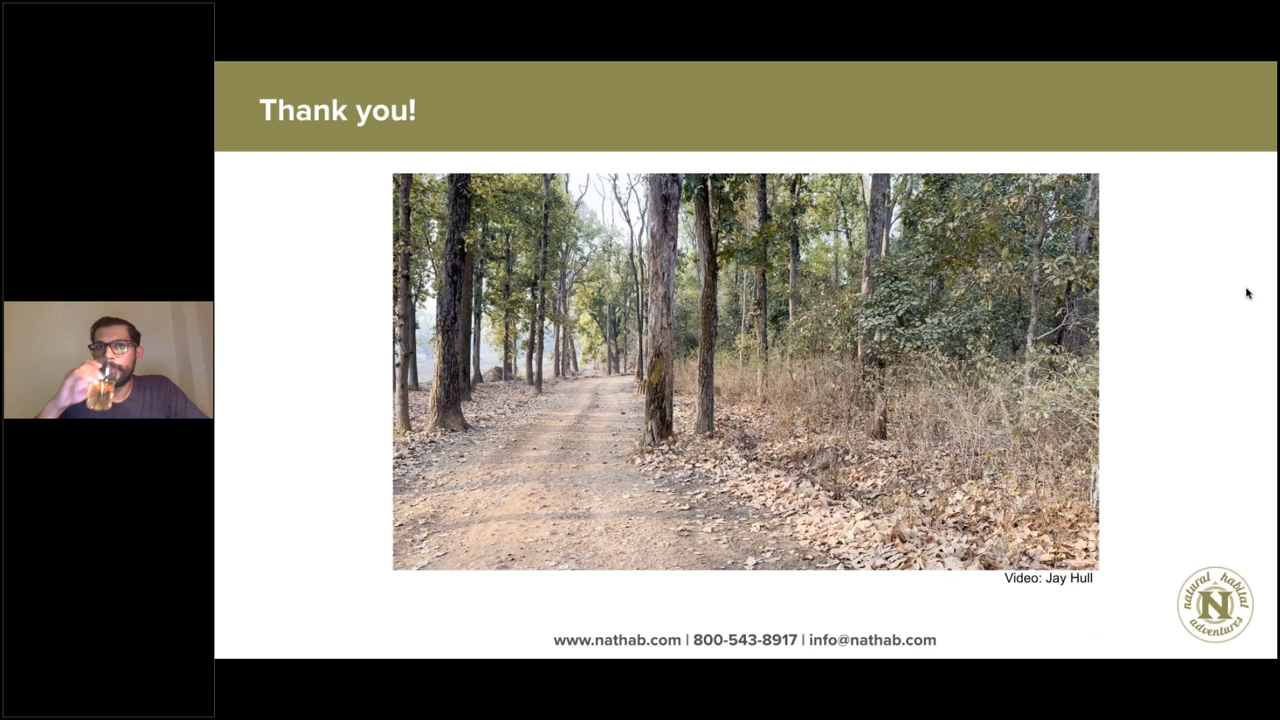 Thank you!
Video: Jay Hull
natural habitat
N
adventures
www.nathab.com | 800-543-8917 | info@nathab.com